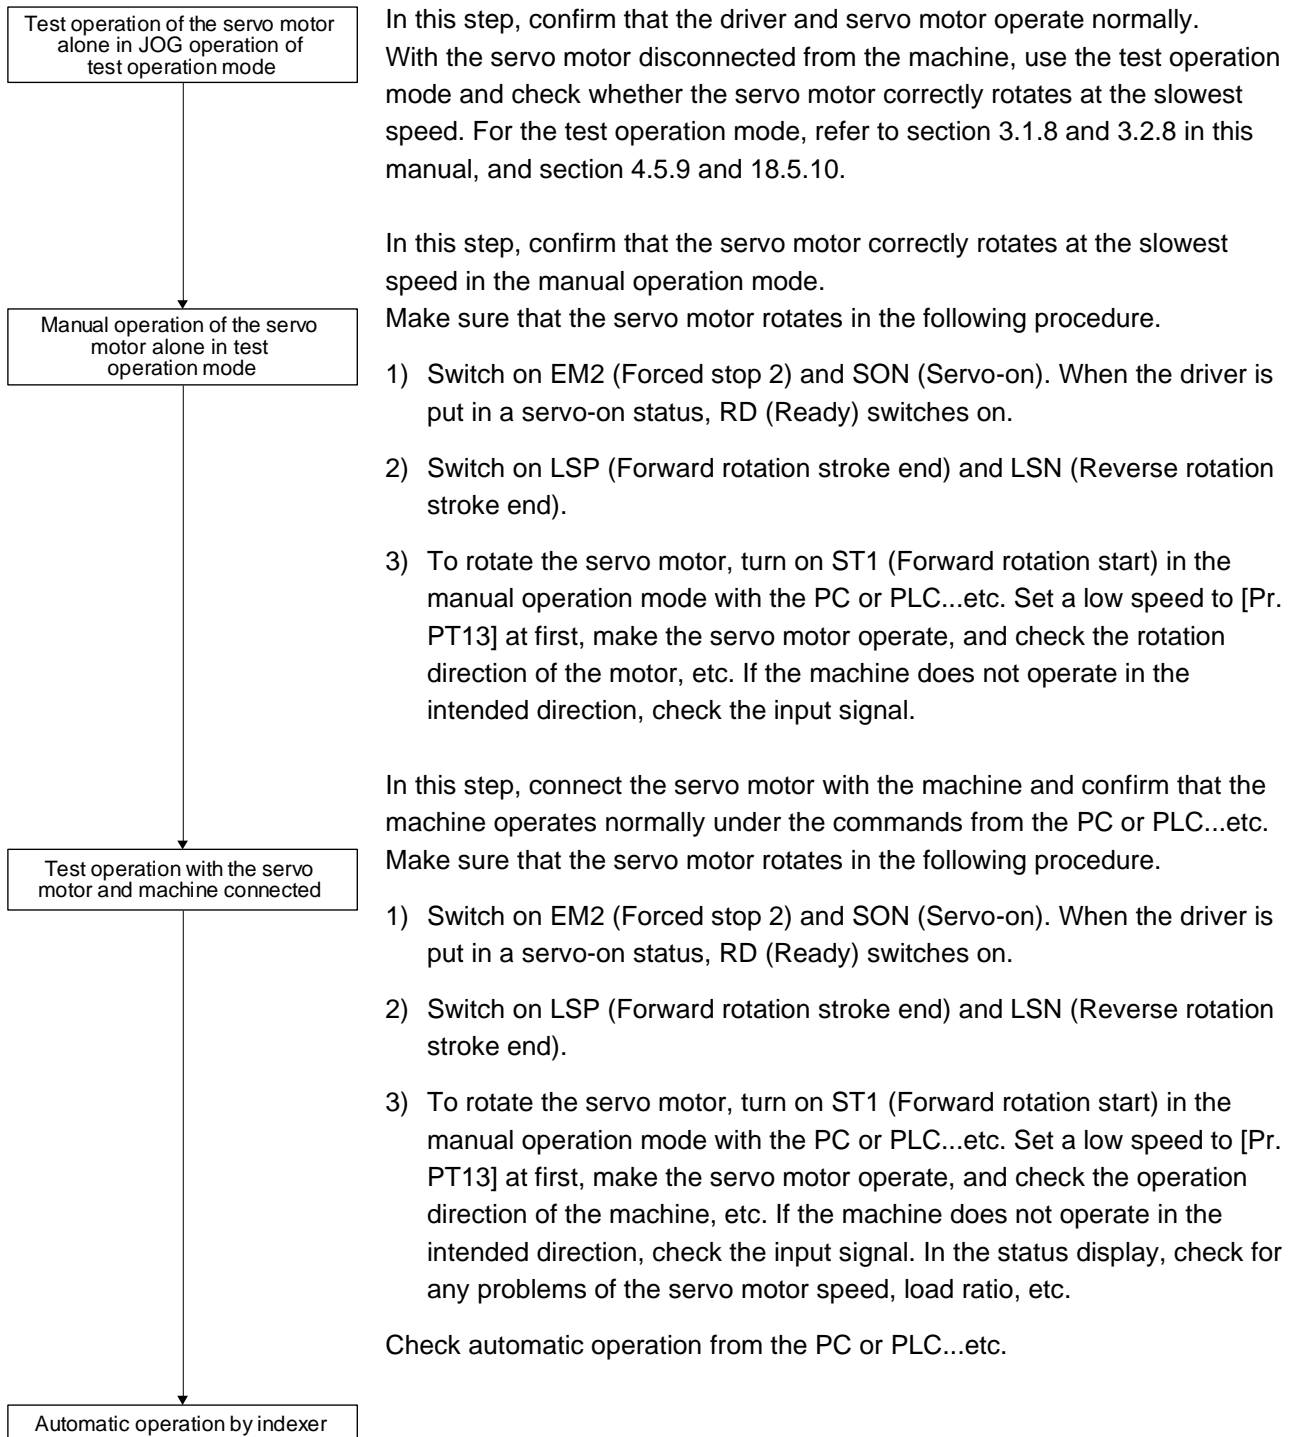 Test operation of the servo motor
alone in JOG operation of
test operation mode
In this step, confirm that the driver and servo motor operate normally.
With the servo motor disconnected from the machine, use the test operation
mode and check whether the servo motor correctly rotates at the slowest
speed. For the test operation mode, refer to section 3.1.8 and 3.2.8 in this
manual, and section 4.5.9 and 18.5.10.
Manual operation of the servo
motor alone in test
operation mode
In this step, confirm that the servo motor correctly rotates at the slowest
speed in the manual operation mode.
Make sure that the servo motor rotates in the following procedure.
1) Switch on EM2 (Forced stop 2) and SON (Servo-on). When the driver is
put in a servo-on status, RD (Ready) switches on.
2) Switch on LSP (Forward rotation stroke end) and LSN (Reverse rotation
stroke end).
3) To rotate the servo motor, turn on ST1 (Forward rotation start) in the
manual operation mode with the PC or PLC...etc. Set a low speed to [Pr.
PT13] at first, make the servo motor operate, and check the rotation
direction of the motor, etc. If the machine does not operate in the
intended direction, check the input signal.
Test operation with the servo
motor and machine connected
In this step, connect the servo motor with the machine and confirm that the
machine operates normally under the commands from the PC or PLC...etc.
Make sure that the servo motor rotates in the following procedure.
1) Switch on EM2 (Forced stop 2) and SON (Servo-on). When the driver is
put in a servo-on status, RD (Ready) switches on.
2) Switch on LSP (Forward rotation stroke end) and LSN (Reverse rotation
stroke end).
3) To rotate the servo motor, turn on ST1 (Forward rotation start) in the
manual operation mode with the PC or PLC...etc. Set a low speed to [Pr.
PT13] at first, make the servo motor operate, and check the operation
direction of the machine, etc. If the machine does not operate in the
intended direction, check the input signal. In the status display, check for
any problems of the servo motor speed, load ratio, etc.
Check automatic operation from the PC or PLC...etc.
Automatic operation by indexer